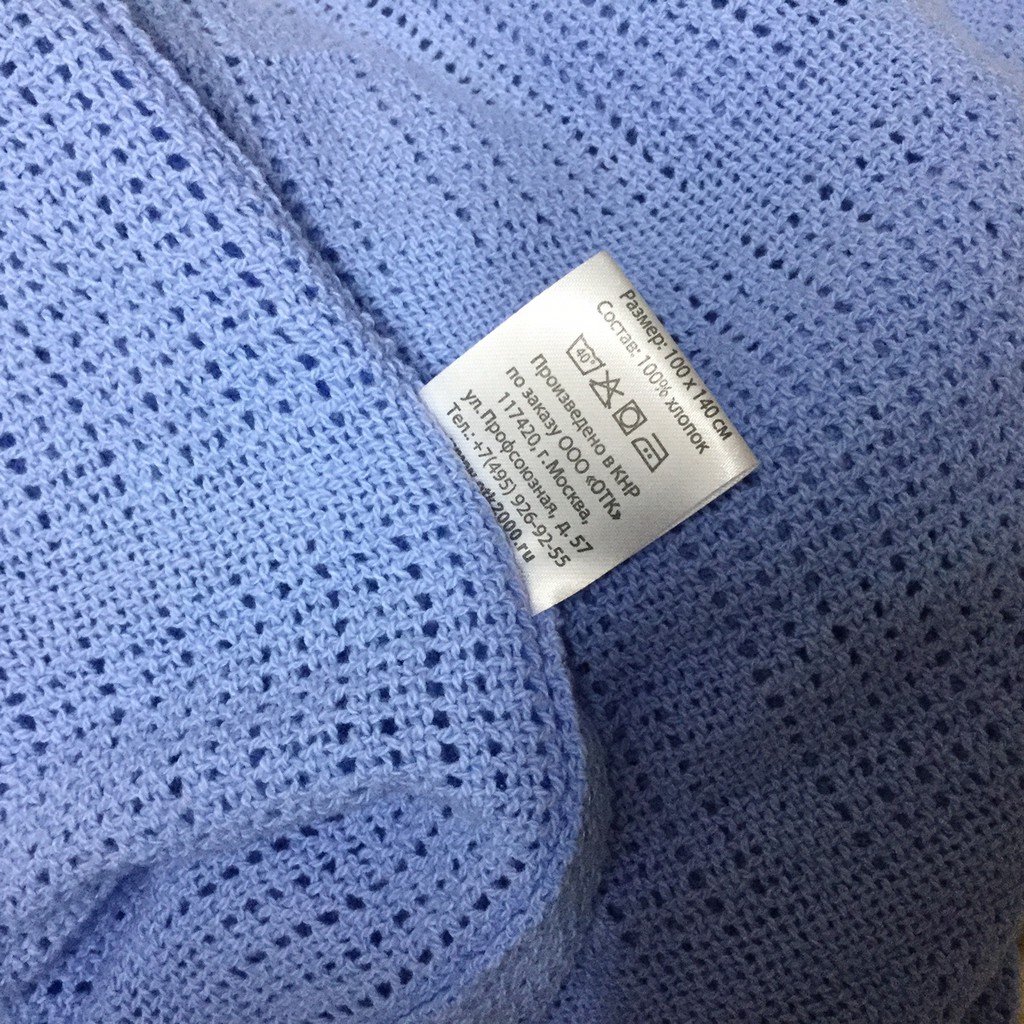 Размер: 100 x 140 см
Состав: 100% хлопок
40°
Произведено в КНР
по заказу ООО «ОТК»
117420, г. Москва,
ул. Профсоюзная, д. 57
Тел.: +7(495) 926-92-55